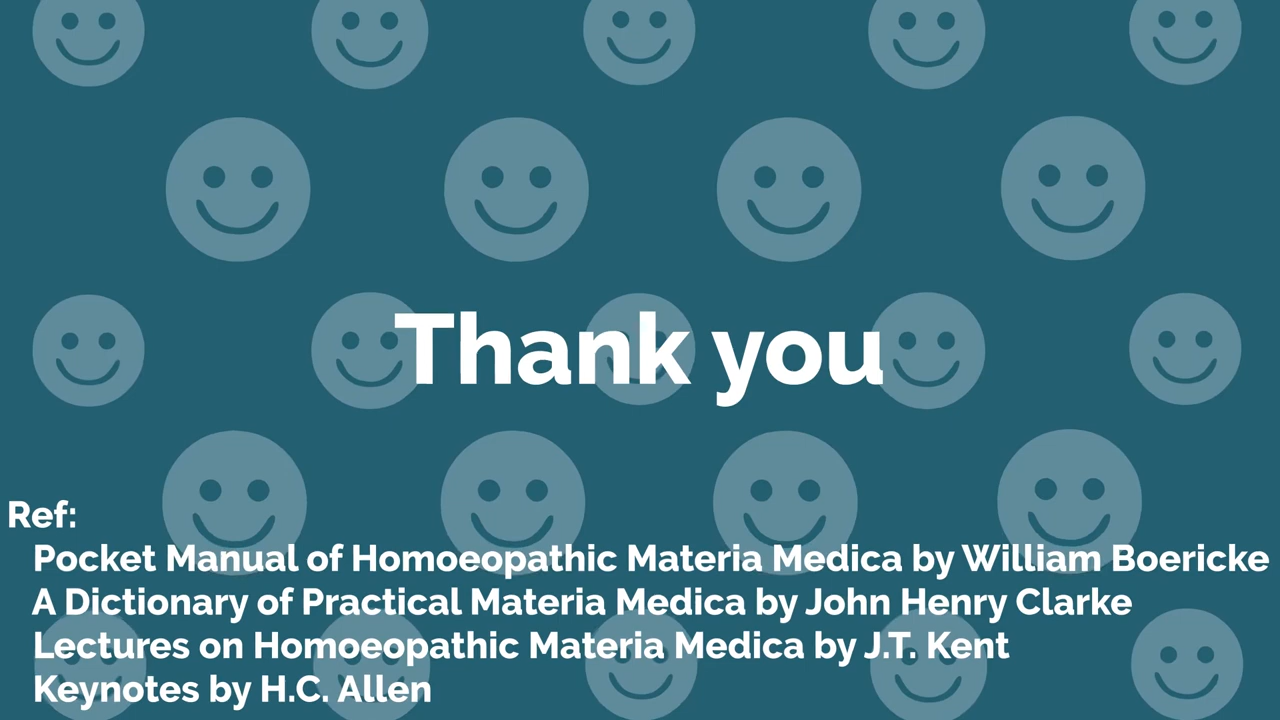 Thank you
Ref:
Pocket Manual of Homoeopathic Materia Medica by William Boericke
A Dictionary of Practical Materia Medica by John Henry Clarke
Lectures on Homoeopathic Materia Medica by J.T. Kent
Keynotes by H.C. Allen